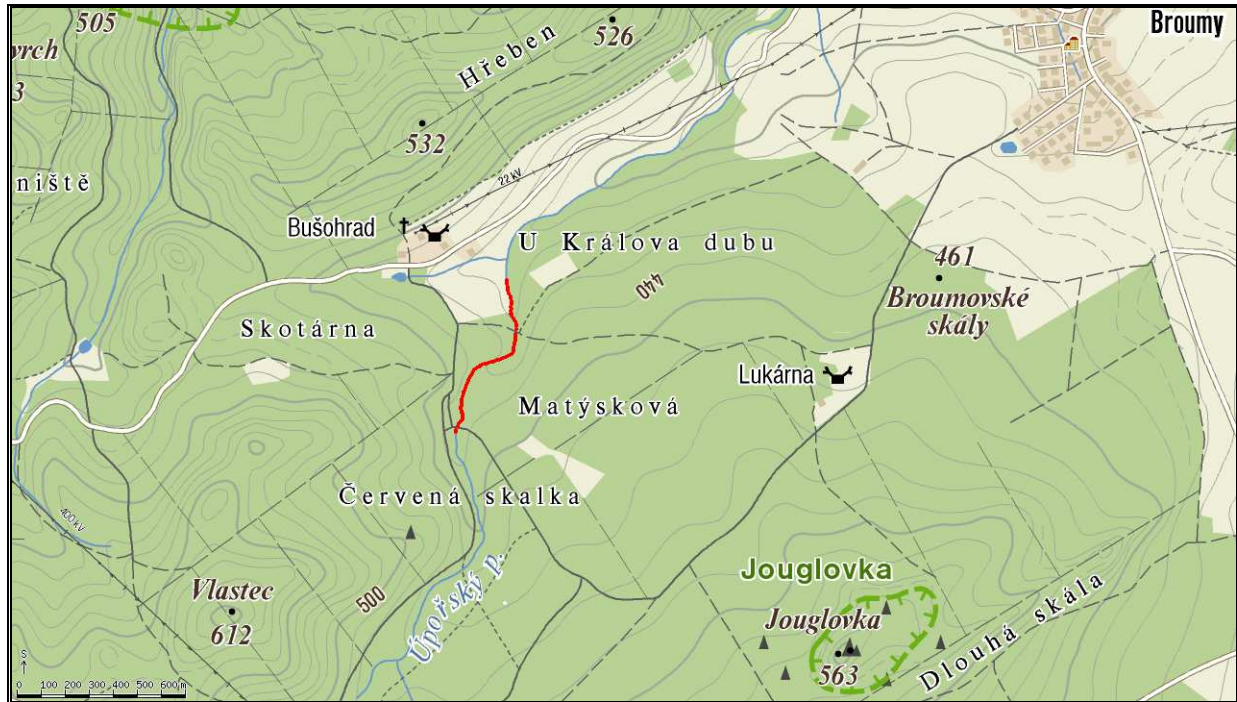 505
Hřeben
526
Broumy
vrch
3
532
niště
22 kV
Bušohrad
U Králova dubu
461
440
Broumovské
skály
Skotárna
Lukárna
Matýsková
Červená skalka
400 kV
Jouglovka
Vlastec
500
Úpořský p.
612
Jouglovka
Dlouhá skála
563
S
0 100 200 300 400 500 600m